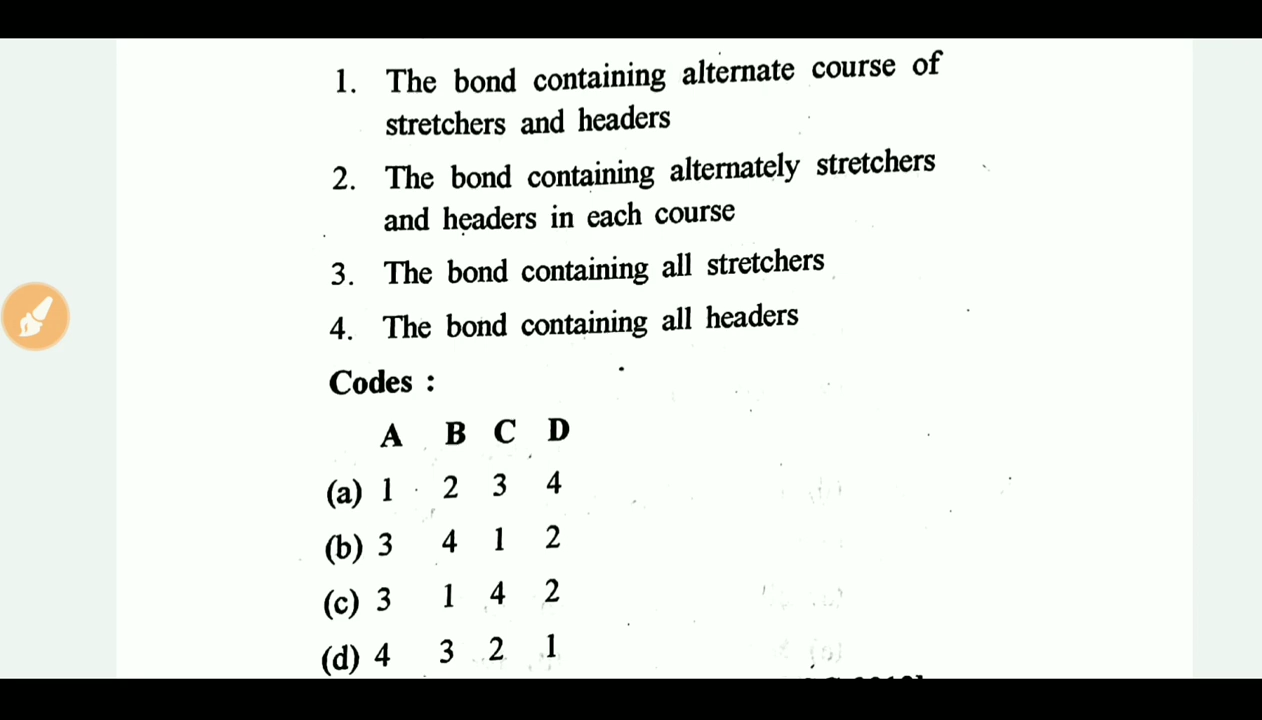 1. The bond containing alternate course of
stretchers and headers
2. The bond containing alternately stretchers
and headers in each course
3. The bond containing all stretchers
4. The bond containing all headers
Codes :
A B C D
(a) 1 2 3 4
(b) 3 4 1 2
(c) 3 1 4 2
(d) 4 3 2 1